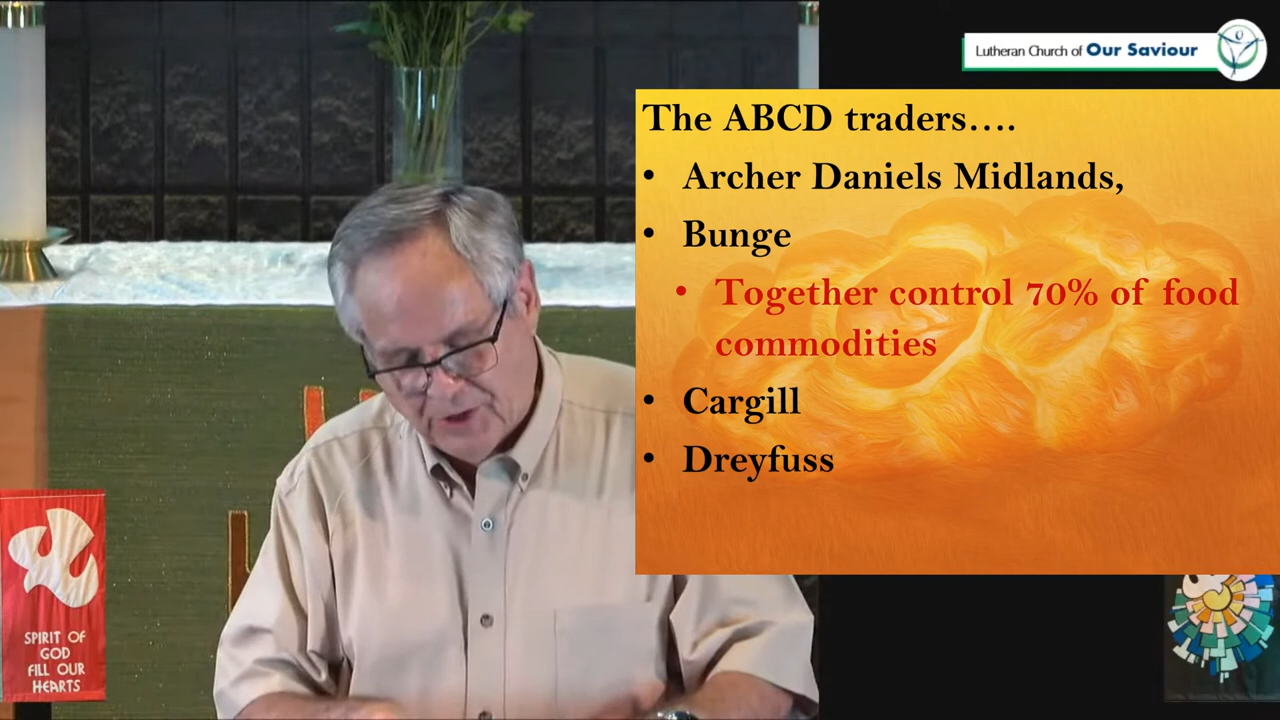 Lutheran Church of Our Saviour
The ABCD traders….
• Archer Daniels Midlands,
• Bunge
• Together control 70% of food
commodities
• Cargill
• Dreyfuss
SPIRIT OF
GOD
FILL OUR
HEARTS